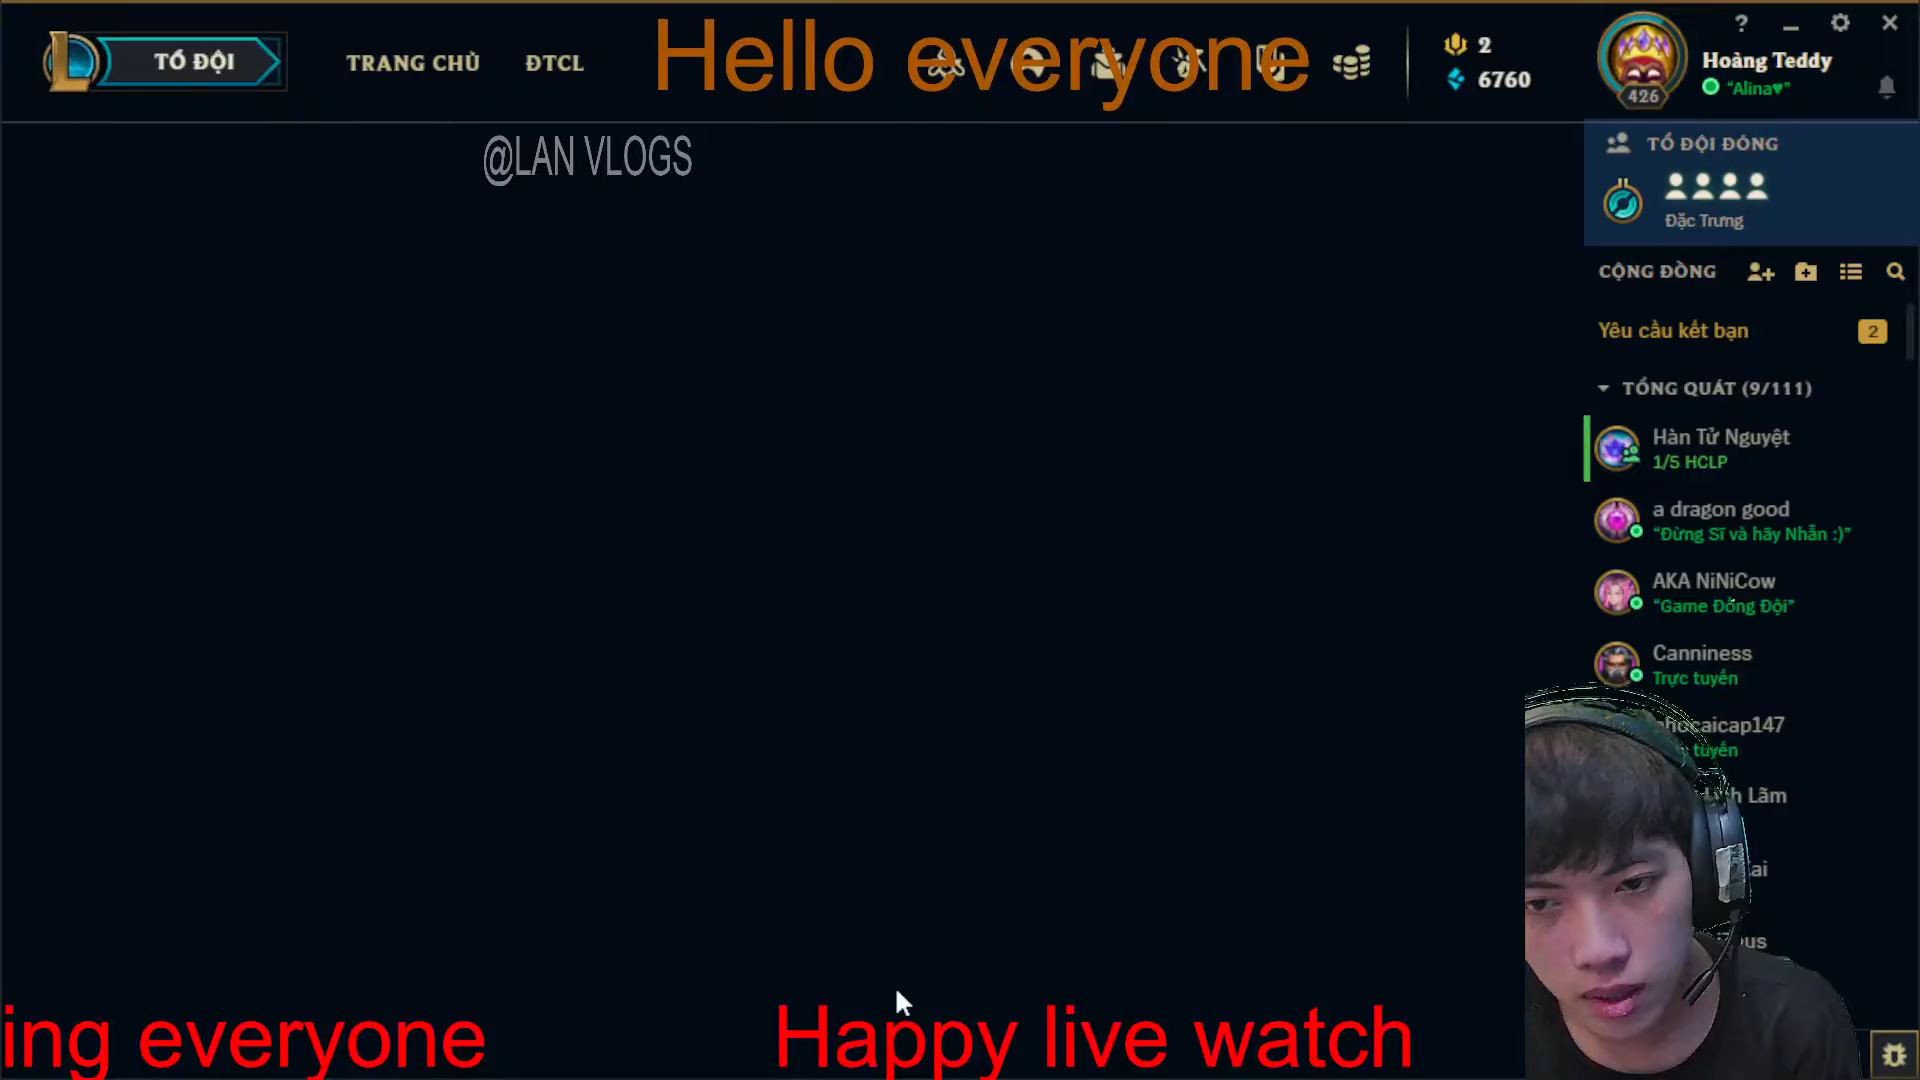 TỔ ĐỘI
TRANG CHỦ
ĐTCL
Hello everyone
2
6760
426
Hoàng Teddy
“Alina♥”
@LAN VLOGS
TỔ ĐỘI ĐÓNG
Đặc Trưng
CỘNG ĐỒNG
Yêu cầu kết bạn
2
TỔNG QUÁT (9/111)
Hàn Tử Nguyệt
1/5 HCLP
a dragon good
“Đừng Sĩ và hãy Nhẫn :)”
AKA NiNiCow
“Game Đồng Đội”
Canniness
Trực tuyến
hocaicap147
tuyến
Lãm
ing everyone
Happy live watch